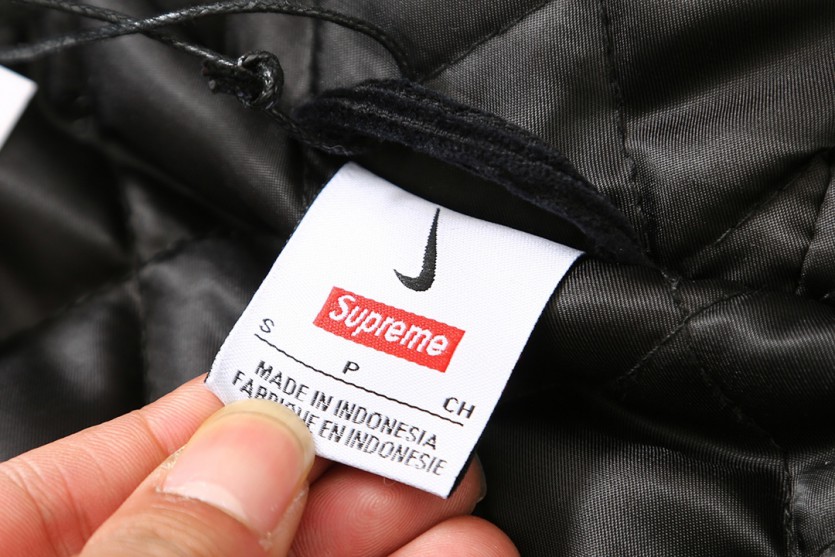 Supreme
S P CH
MADE IN INDONESIA
FABRIQUE EN INDONESIE